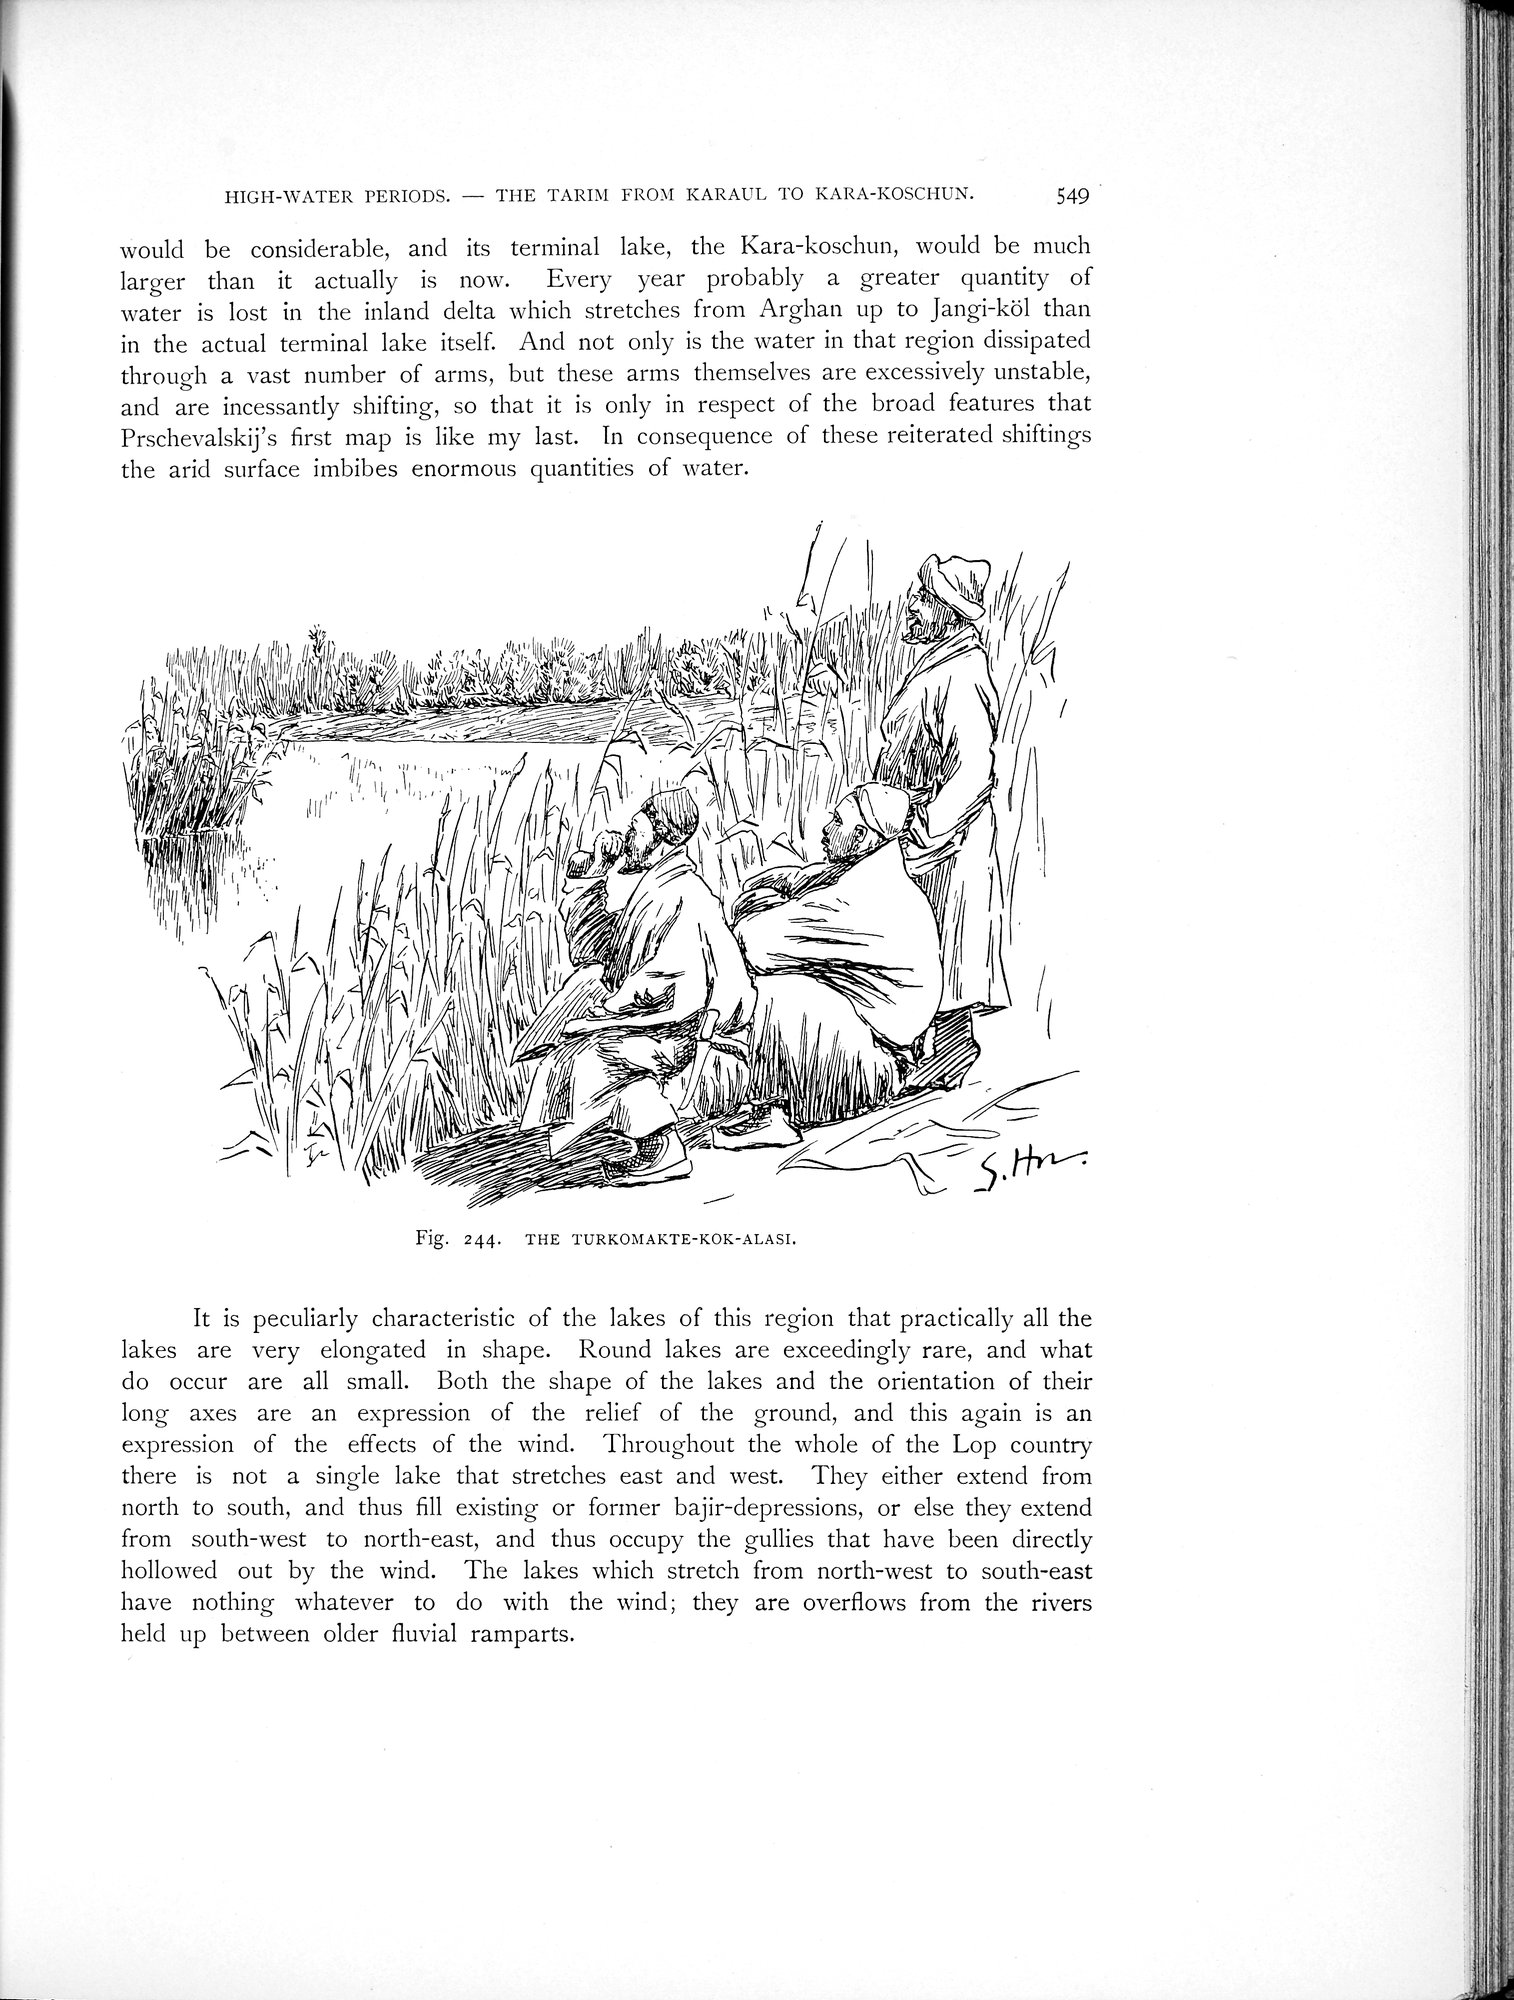 HIGH-WATER PERIODS. — THE TARIM FROM KARAUL TO KARA-KOSCHUN. 549
would be considerable, and its terminal lake, the Kara-koschun, would be much
larger than it actually is now. Every year probably a greater quantity of
water is lost in the inland delta which stretches from Arghan up to Jangi-köl than
in the actual terminal lake itself. And not only is the water in that region dissipated
through a vast number of arms, but these arms themselves are excessively unstable,
and are incessantly shifting, so that it is only in respect of the broad features that
Prschevalskij's first map is like my last. In consequence of these reiterated shiftings
the arid surface imbibes enormous quantities of water.
Fig. 244. THE TURKOMAKTE-KOK-ALASI.
It is peculiarly characteristic of the lakes of this region that practically all the
lakes are very elongated in shape. Round lakes are exceedingly rare, and what
do occur are all small. Both the shape of the lakes and the orientation of their
long axes are an expression of the relief of the ground, and this again is an
expression of the effects of the wind. Throughout the whole of the Lop country
there is not a single lake that stretches east and west. They either extend from
north to south, and thus fill existing or former bajir-depressions, or else they extend
from south-west to north-east, and thus occupy the gullies that have been directly
hollowed out by the wind. The lakes which stretch from north-west to south-east
have nothing whatever to do with the wind; they are overflows from the rivers
held up between older fluvial ramparts.